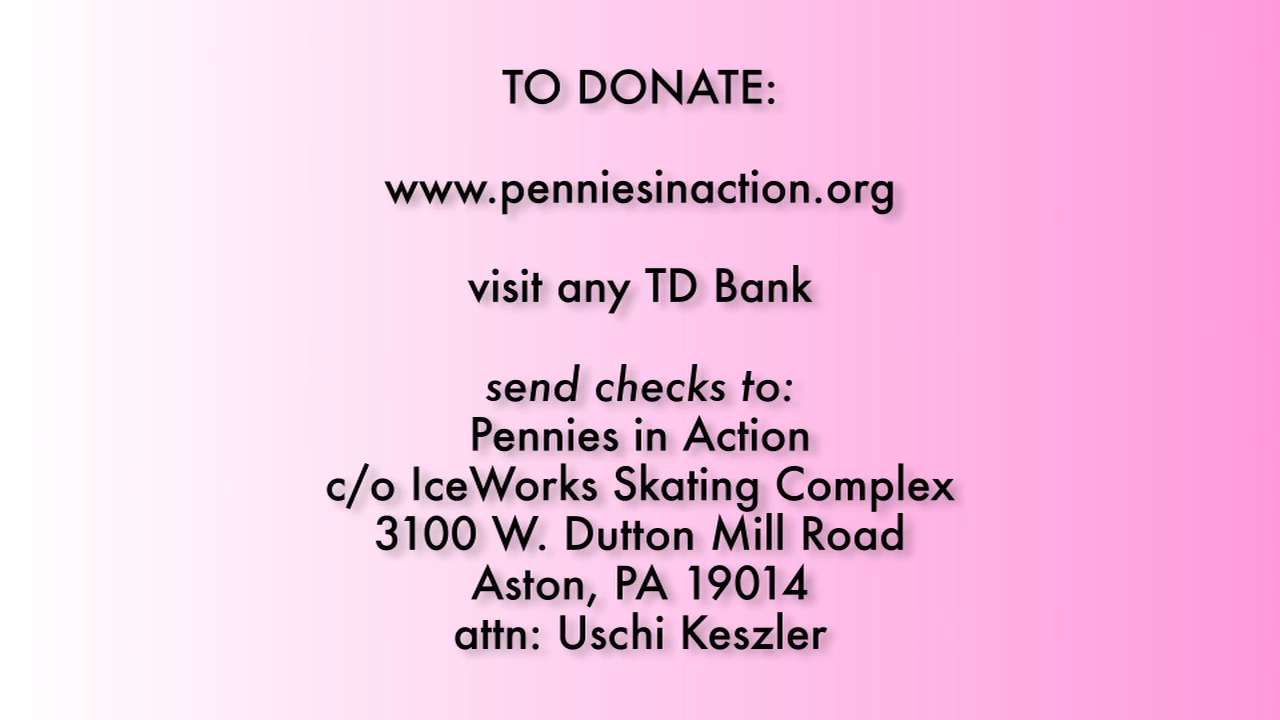 TO DONATE:
www.penniesinaction.org
visit any TD Bank
send checks to:
Pennies in Action
c/o IceWorks Skating Complex
3100 W. Dutton Mill Road
Aston, PA 19014
attn: Uschi Keszler